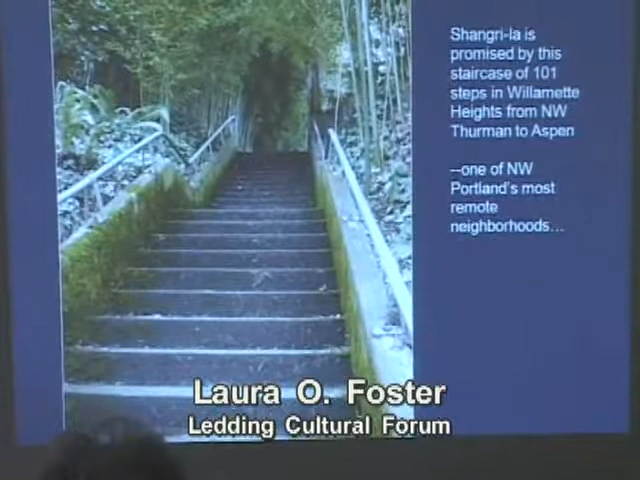 Shangri-la is
promised by this
staircase of 101
steps in Willamette
Heights from NW
Thurman to Aspen
--one of NW
Portland's most
remote
neighborhoods...
Laura O. Foster
Ledding Cultural Forum